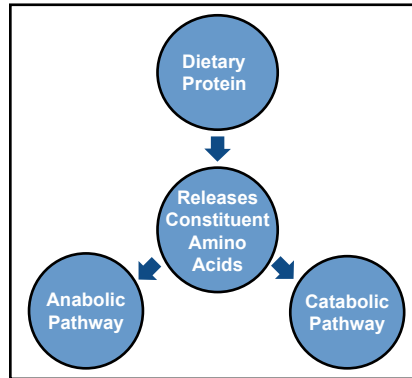 Dietary
Protein
Releases
Constituent
Amino
Acids
Anabolic
Pathway
Catabolic
Pathway